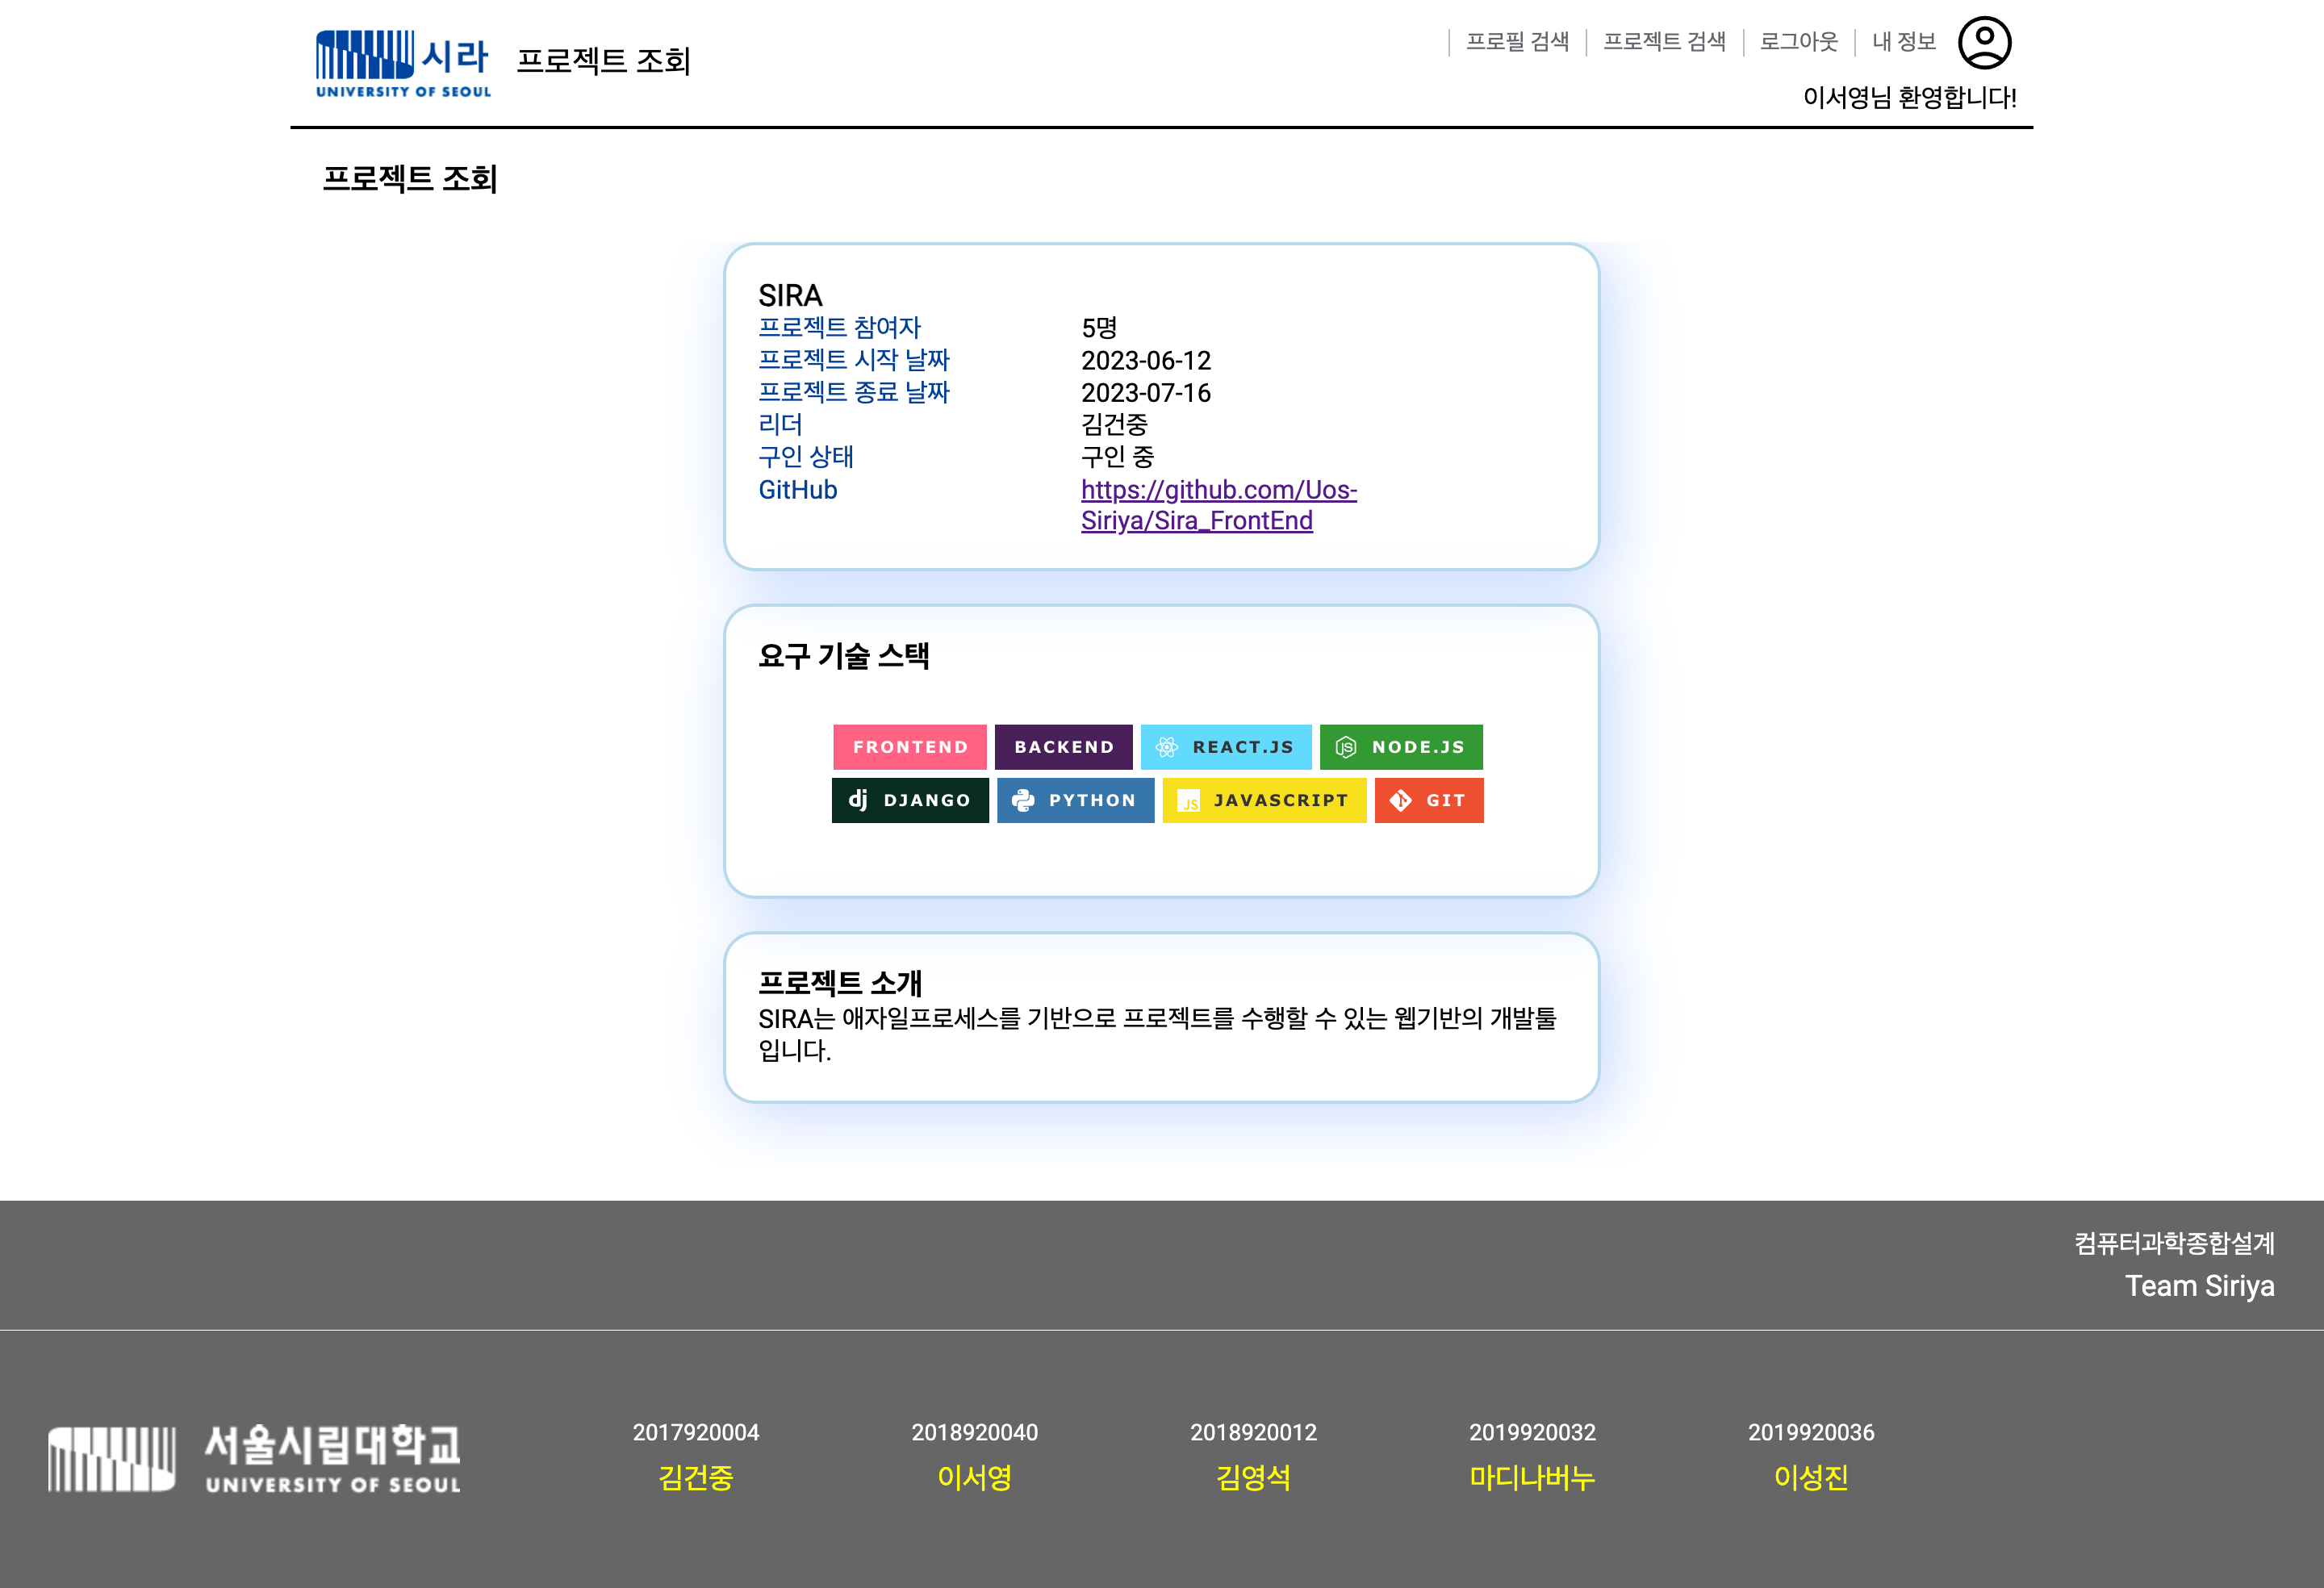 시라
UNIVERSITY OF SEOUL
프로젝트 조회
프로필 검색
프로젝트 검색
로그아웃
내 정보
이서영님 환영합니다!
프로젝트 조회
SIRA
프로젝트 참여자 5명
프로젝트 시작 날짜 2023-06-12
프로젝트 종료 날짜 2023-07-16
리더 김건중
구인 상태 구인 중
GitHub https://github.com/Uos-
Siriya/Sira_FrontEnd
요구 기술 스택
FRONTEND BACKEND REACT.JS NODE.JS
dj DJANGO PYTHON JS JAVASCRIPT GIT
프로젝트 소개
SIRA는 애자일프로세스를 기반으로 프로젝트를 수행할 수 있는 웹기반의 개발툴
입니다.
컴퓨터과학종합설계
Team Siriya
서울시립대학교
UNIVERSITY OF SEOUL
2017920004 2018920040 2018920012 2019920032 2019920036
김건중 이서영 김영석 마디나버누 이성진